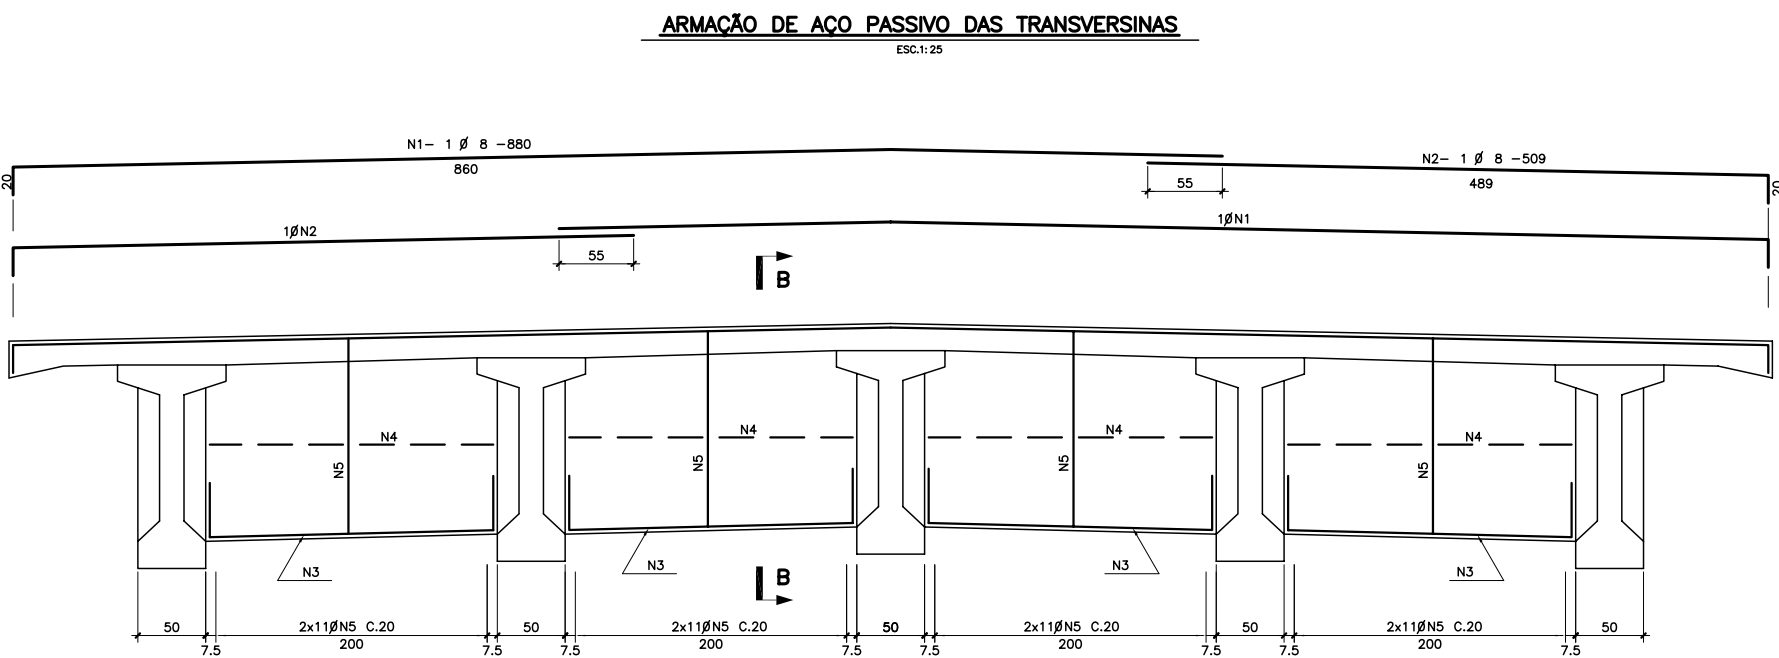 ARMAÇÃO DE AÇO PASSIVO DAS TRANSVERSINAS
ESC.1:25
N1- 1 Ø 8 -880
860
20
N2- 1 Ø 8 -509
489
20
55
1ØN2
1ØN1
55
B
N4
N4
N4
N4
N5
N5
N5
N5
N3
N3
N3
N3
B
50
2x11ØN5 C.20
50
2x11ØN5 C.20
50
2x11ØN5 C.20
50
2x11ØN5 C.20
50
7.5
200
7.5
7.5
200
7.5
7.5
200
7.5
7.5
200
7.5